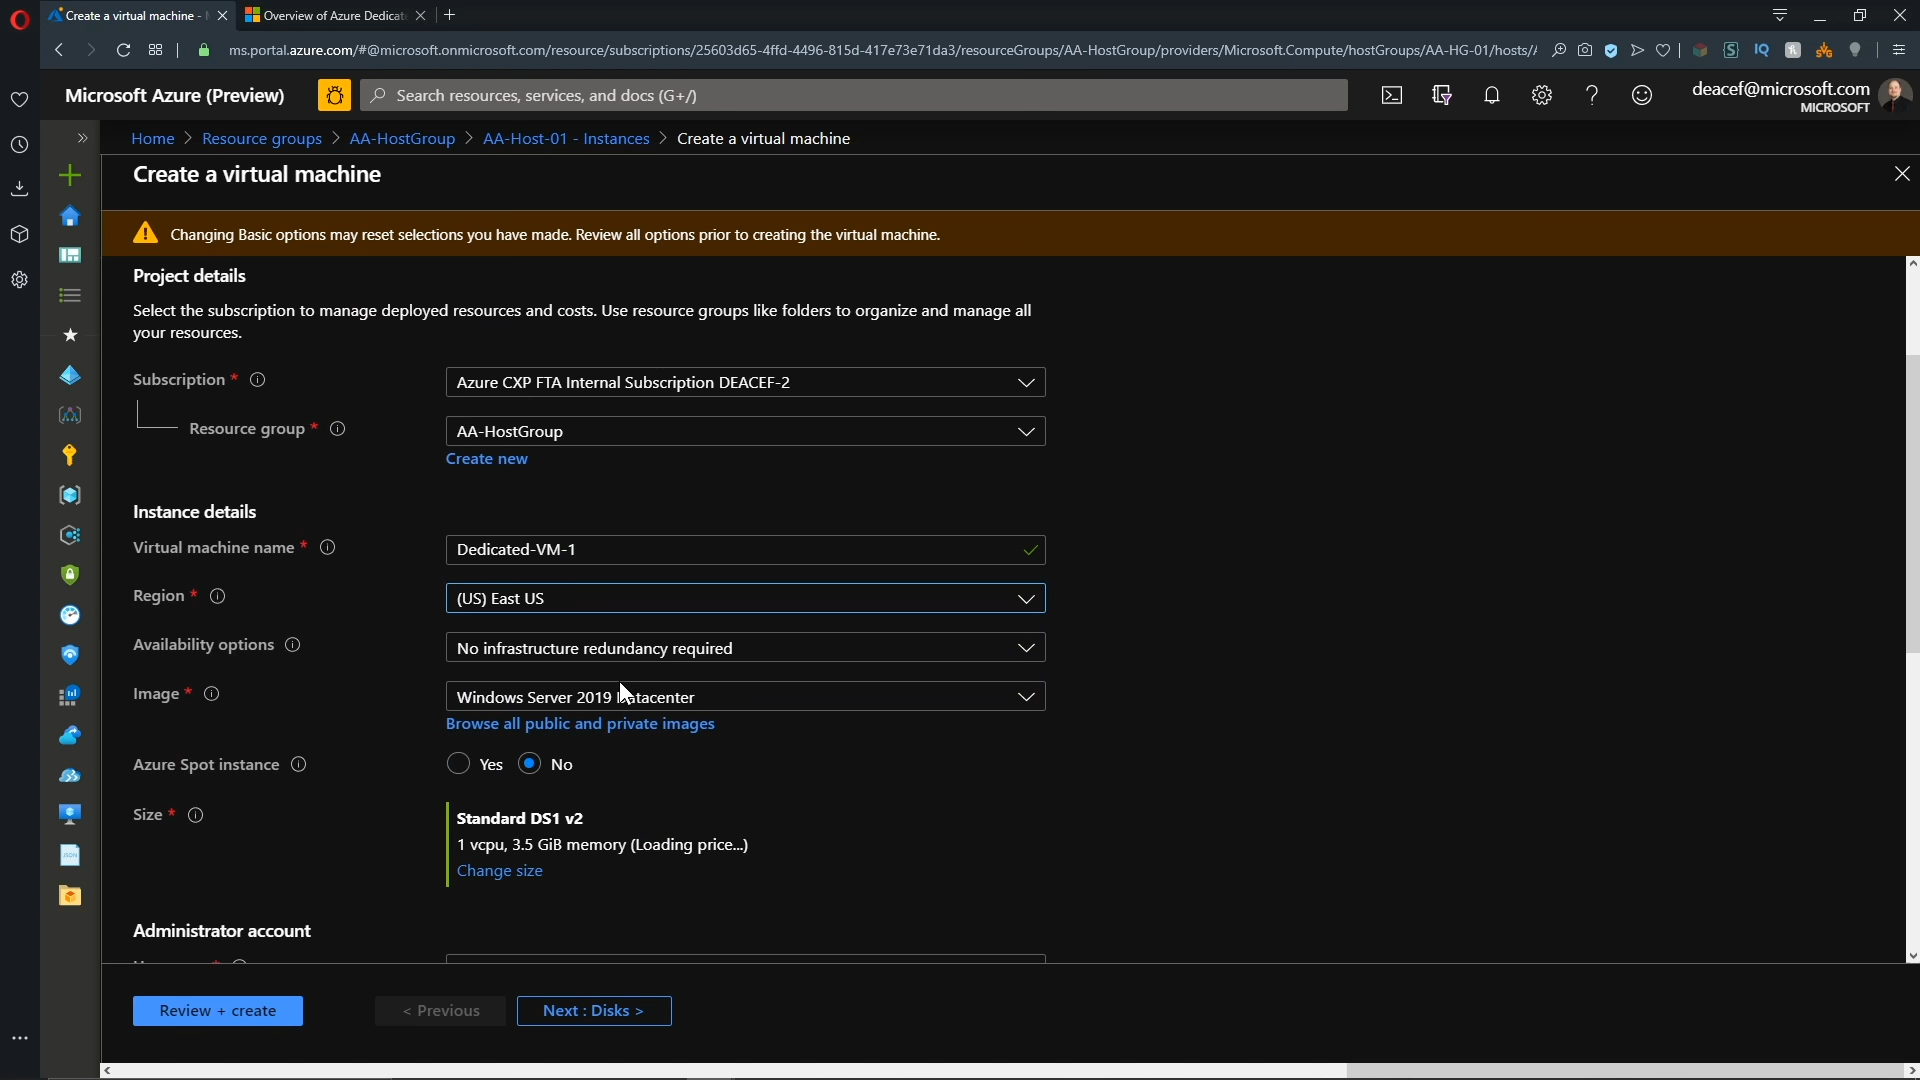 Create a virtual machine -
Overview of Azure Dedicat
ms.portal.azure.com/#@microsoft.onmicrosoft.com/resource/subscriptions/25603d65-4ffd-4496-815d-417e73e71da3/resourceGroups/AA-HostGroup/providers/Microsoft.Compute/hostGroups/AA-HG-01/hosts/
Microsoft Azure (Preview)
Search resources, services, and docs (G+/)
deacef@microsoft.com
MICROSOFT
Home > Resource groups > AA-HostGroup > AA-Host-01 - Instances > Create a virtual machine
Create a virtual machine
Changing Basic options may reset selections you have made. Review all options prior to creating the virtual machine.
Project details
Select the subscription to manage deployed resources and costs. Use resource groups like folders to organize and manage all
your resources.
Subscription *
Azure CXP FTA Internal Subscription DEACEF-2
Resource group *
AA-HostGroup
Create new
Instance details
Virtual machine name *
Dedicated-VM-1
Region *
(US) East US
Availability options
No infrastructure redundancy required
Image *
Windows Server 2019 Datacenter
Browse all public and private images
Azure Spot instance
Yes No
Size *
Standard DS1 v2
1 vcpu, 3.5 GiB memory (Loading price...)
Change size
Administrator account
Review + create
< Previous
Next : Disks >